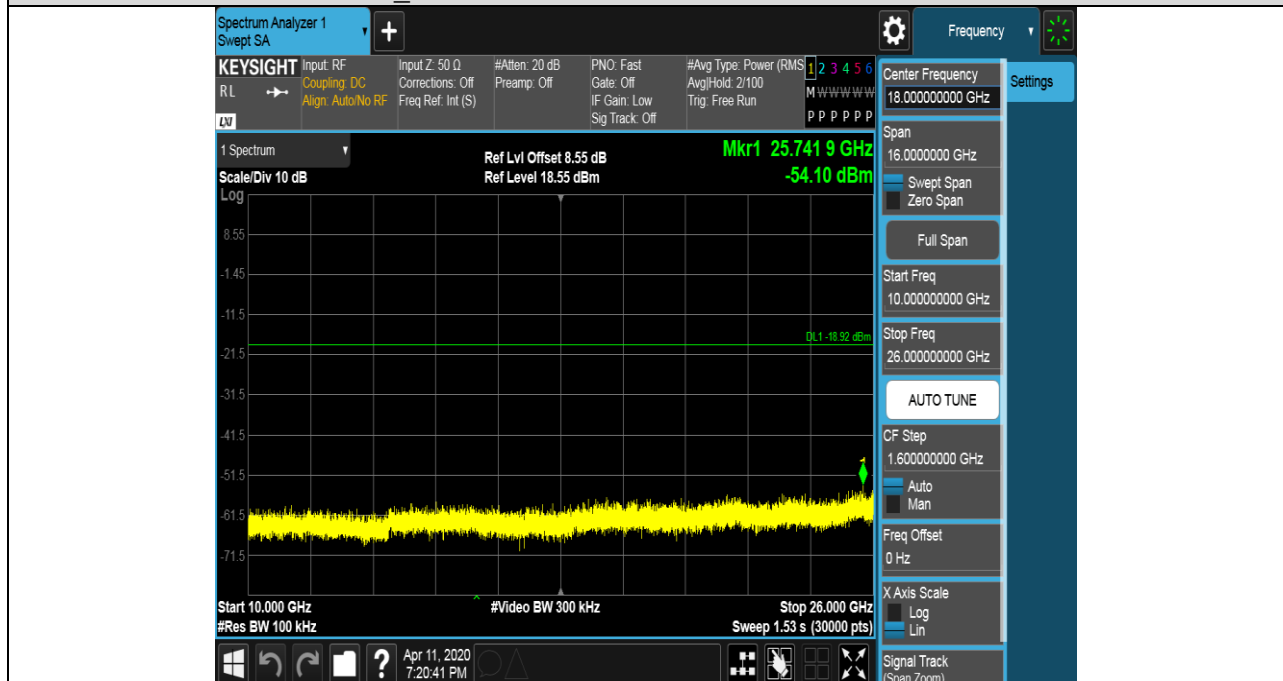 Spectrum Analyzer 1
Swept SA
+
Frequency
KEYSIGHT
RL
LXI
Input: RF
Coupling: DC
Align: Auto/No RF
Input Z: 50 Ω
Corrections: Off
Freq Ref: Int (S)
#Atten: 20 dB
Preamp: Off
PNO: Fast
Gate: Off
IF Gain: Low
Sig Track: Off
#Avg Type: Power (RMS
Avg|Hold: 2/100
Trig: Free Run
1 2 3 4 5 6
M W W W W W
P P P P P P
Center Frequency
18.000000000 GHz
Settings
Span
16.0000000 GHz
Swept Span
Zero Span
Full Span
Start Freq
10.000000000 GHz
Stop Freq
26.000000000 GHz
AUTO TUNE
CF Step
1.600000000 GHz
Auto
Man
Freq Offset
0 Hz
X Axis Scale
Log
Lin
Signal Track
(Span Zoom)
1 Spectrum
Scale/Div 10 dB
Log
Ref Lvl Offset 8.55 dB
Ref Level 18.55 dBm
Mkr1 25.741 9 GHz
-54.10 dBm
8.55
-1.45
-11.5
DL1 -18.92 dBm
-21.5
-31.5
-41.5
1
-51.5
-61.5
-71.5
Start 10.000 GHz
#Video BW 300 kHz
Stop 26.000 GHz
#Res BW 100 kHz
Sweep 1.53 s (30000 pts)
?
Apr 11, 2020
7:20:41 PM